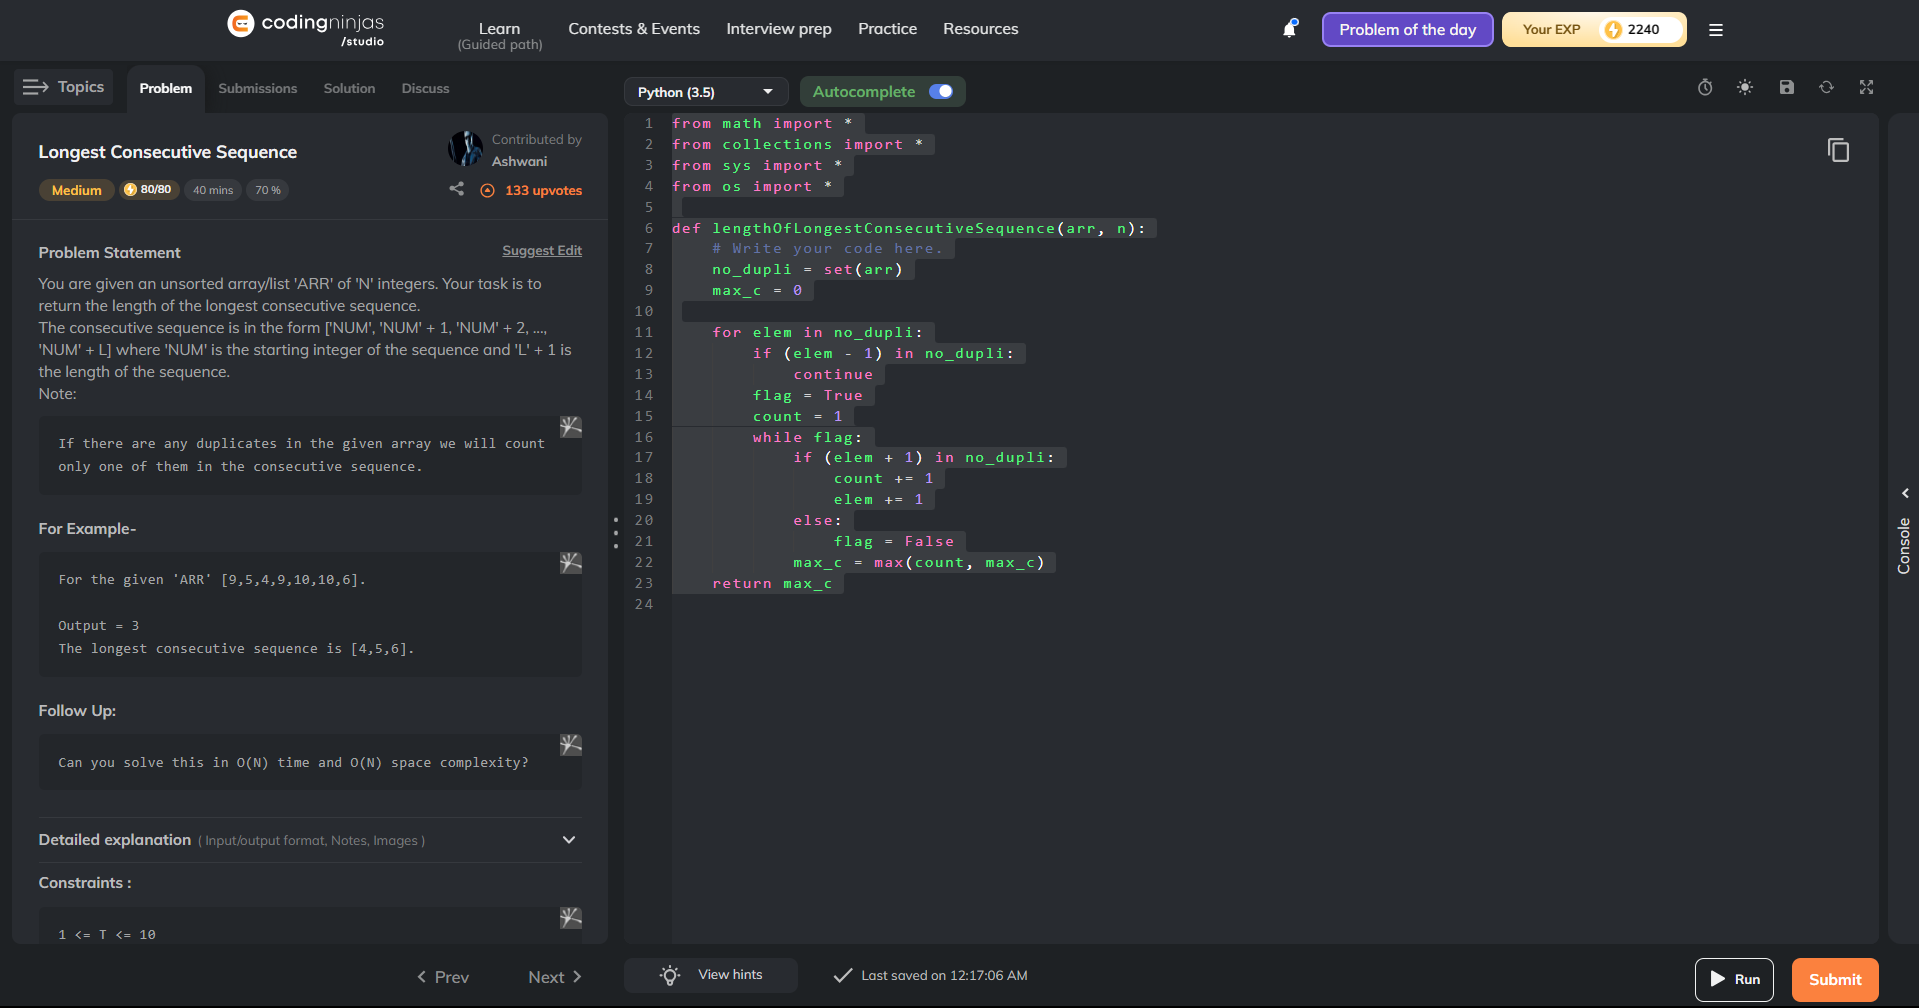 codingninjas
/studio
Learn
(Guided path)
Contests & Events
Interview prep
Practice
Resources
Problem of the day
Your EXP
2240
Topics
Problem
Submissions
Solution
Discuss
Python (3.5)
Autocomplete
Longest Consecutive Sequence
Contributed by
Ashwani
Medium
80/80
40 mins
70 %
133 upvotes
Problem Statement
Suggest Edit
You are given an unsorted array/list 'ARR' of 'N' integers. Your task is to
return the length of the longest consecutive sequence.
The consecutive sequence is in the form ['NUM', 'NUM' + 1, 'NUM' + 2, ...,
'NUM' + L] where 'NUM' is the starting integer of the sequence and 'L' + 1 is
the length of the sequence.
Note:
If there are any duplicates in the given array we will count
only one of them in the consecutive sequence.
For Example-
For the given 'ARR' [9,5,4,9,10,10,6].
Output = 3
The longest consecutive sequence is [4,5,6].
Follow Up:
Can you solve this in O(N) time and O(N) space complexity?
Detailed explanation ( Input/output format, Notes, Images )
Constraints :
1 <= T <= 10
Prev
Next
1 from math import *
2 from collections import *
3 from sys import *
4 from os import *
5
6 def lengthOfLongestConsecutiveSequence(arr, n):
7     # Write your code here.
8     no_dupli = set(arr)
9     max_c = 0
10
11     for elem in no_dupli:
12         if (elem - 1) in no_dupli:
13             continue
14         flag = True
15         count = 1
16         while flag:
17             if (elem + 1) in no_dupli:
18                 count += 1
19                 elem += 1
20             else:
21                 flag = False
22             max_c = max(count, max_c)
23     return max_c
24
Console
View hints
Last saved on 12:17:06 AM
Run
Submit